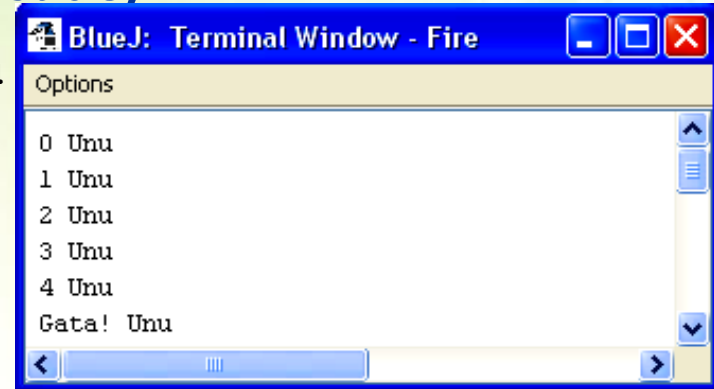 BlueJ: Terminal Window - Fire
Options
0 Unu
1 Unu
2 Unu
3 Unu
4 Unu
Gata! Unu